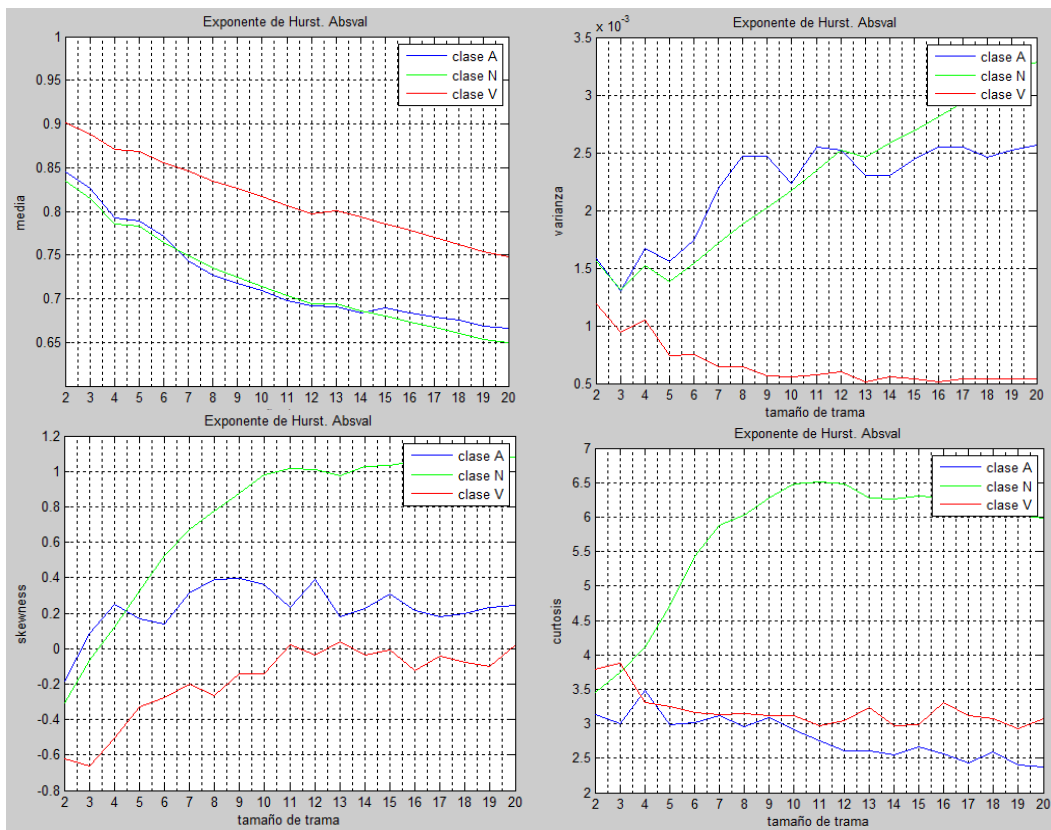 Exponente de Hurst. Absval
1
0.95
0.9
0.85
0.8
0.75
0.7
0.65
media
clase A
clase N
clase V
2 3 4 5 6 7 8 9 10 11 12 13 14 15 16 17 18 19 20
x 10-3
Exponente de Hurst. Absval
3.5
3
2.5
2
1.5
1
0.5
varianza
clase A
clase N
clase V
2 3 4 5 6 7 8 9 10 11 12 13 14 15 16 17 18 19 20
tamaño de trama
Exponente de Hurst. Absval
1.2
1
0.8
0.6
0.4
0.2
0
-0.2
-0.4
-0.6
-0.8
skewness
clase A
clase N
clase V
2 3 4 5 6 7 8 9 10 11 12 13 14 15 16 17 18 19 20
tamaño de trama
Exponente de Hurst. Absval
7
6.5
6
5.5
5
4.5
4
3.5
3
2.5
2
curtosis
clase A
clase N
clase V
2 3 4 5 6 7 8 9 10 11 12 13 14 15 16 17 18 19 20
tamaño de trama